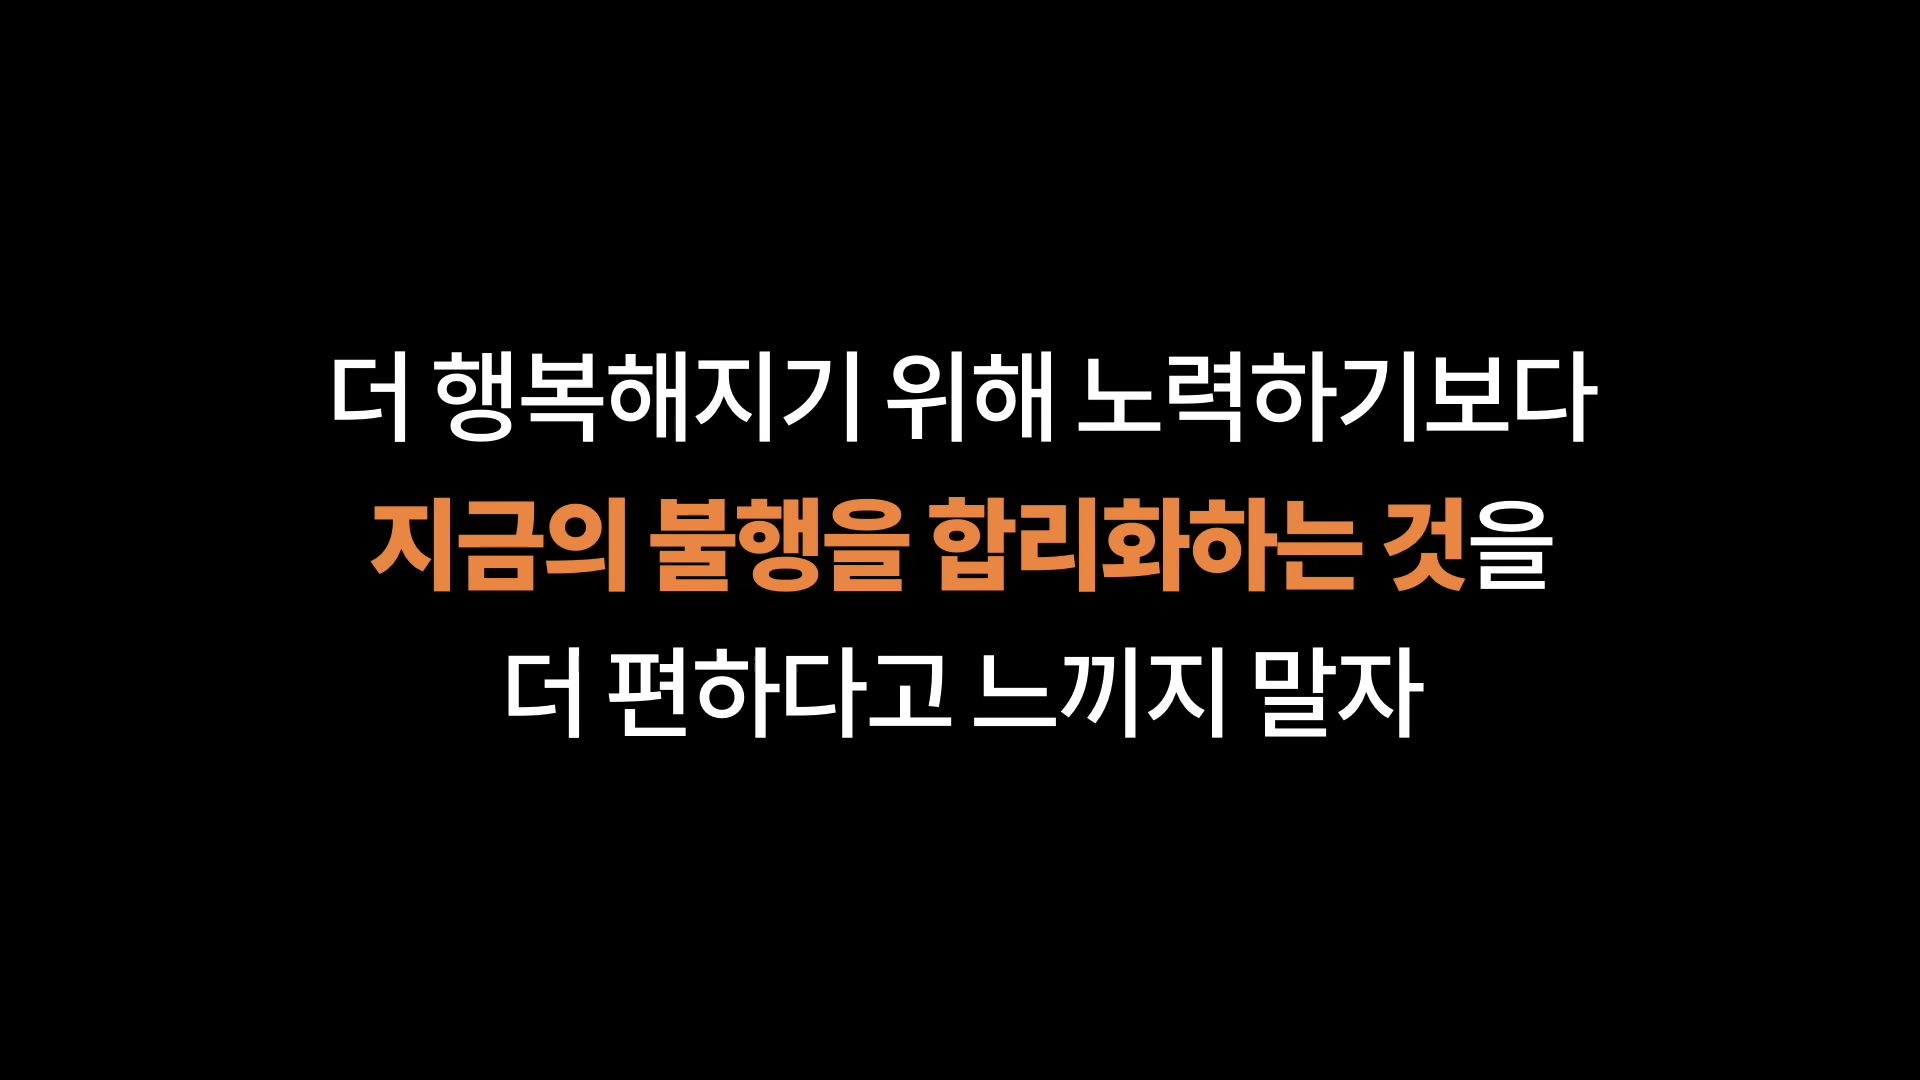 더 행복해지기 위해 노력하기보다
지금의 불행을 합리화하는 것을
더 편하다고 느끼지 말자